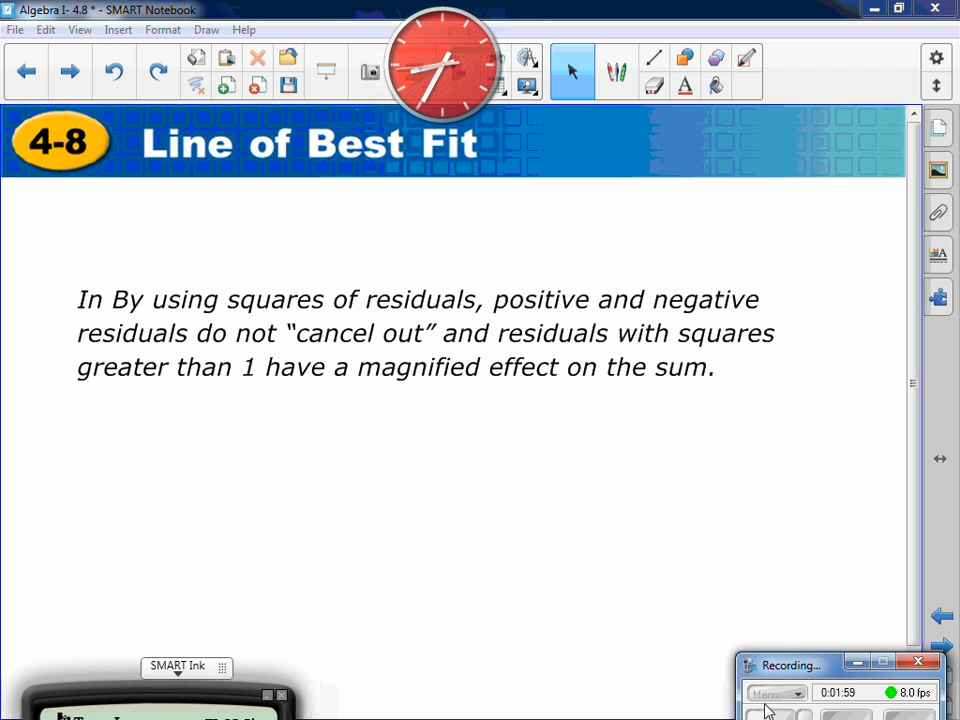 Algebra I- 4.8 * - SMART Notebook
File Edit View Insert Format Draw Help
4-8 Line of Best Fit
In By using squares of residuals, positive and negative
residuals do not “cancel out” and residuals with squares
greater than 1 have a magnified effect on the sum.
SMART Ink
Recording...
Menu 0:01:59 8.0 fps